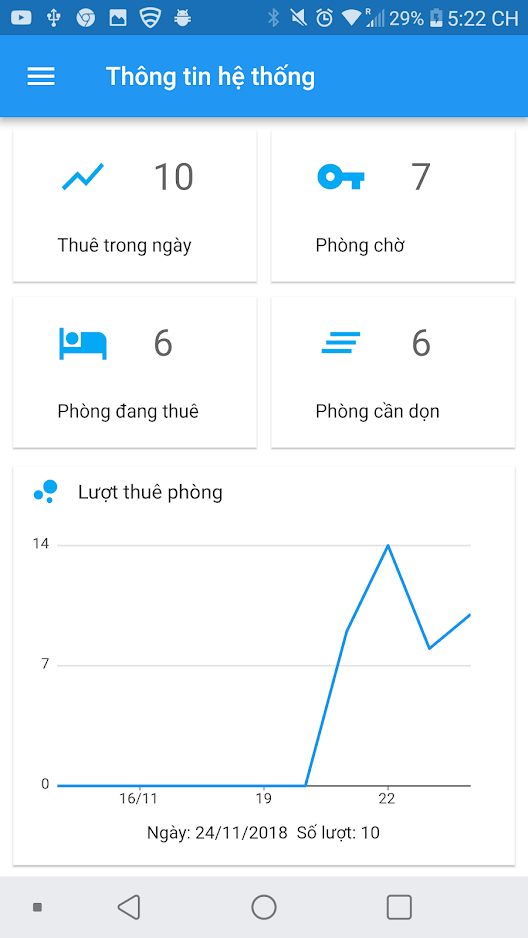 R 29% 5:22 CH
Thông tin hệ thống
10
7
Thuê trong ngày
Phòng chờ
6
6
Phòng đang thuê
Phòng cần dọn
Lượt thuê phòng
14
7
0
16/11 19 22
Ngày: 24/11/2018 Số lượt: 10